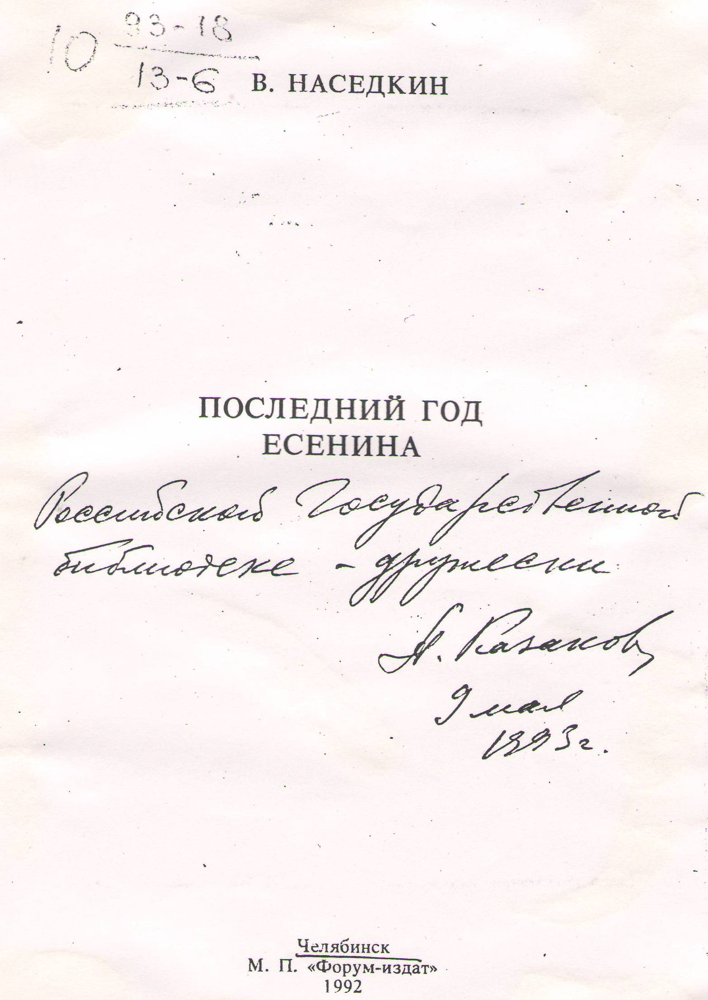 10 93-18
13-6
В. НАСЕДКИН
ПОСЛЕДНИЙ ГОД
ЕСЕНИНА
Российской Государственной
библиотеке – дружески
А. Казаков
9 мая
1993 г.
Челябинск
М. П. «Форум-издат»
1992